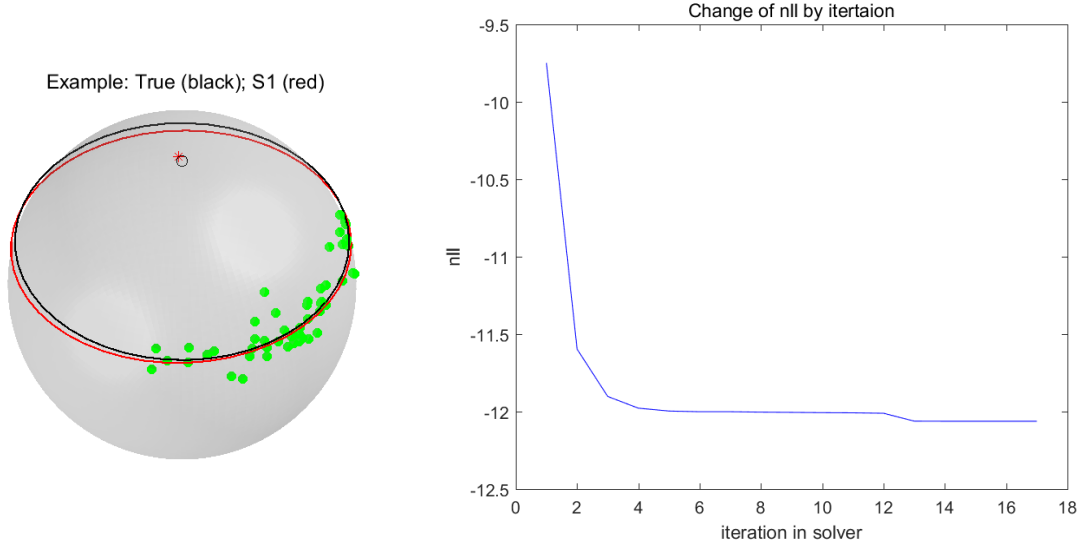 Example: True (black); S1 (red)
Change of nll by itertaion
-9.5
-10
-10.5
-11
-11.5
-12
-12.5
nll
0 2 4 6 8 10 12 14 16 18
iteration in solver